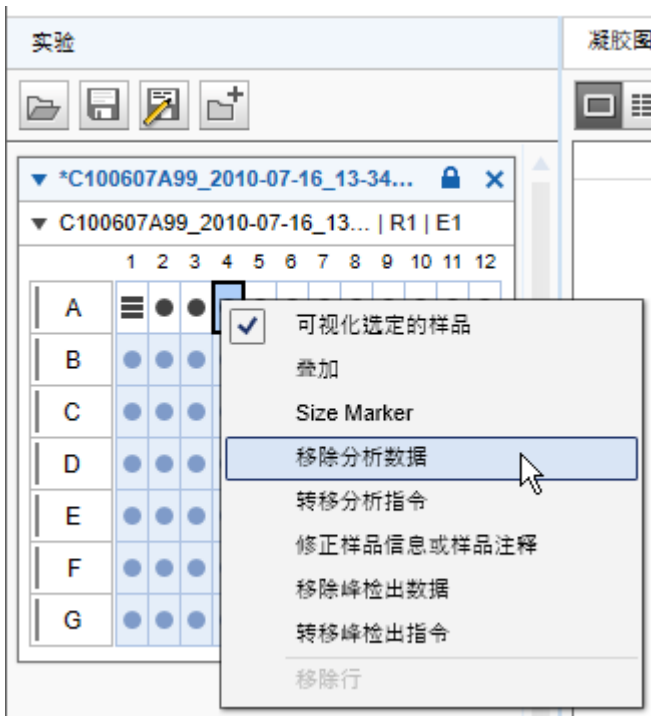 实验
凝胶图
*C100607A99_2010-07-16_13-34...
C100607A99_2010-07-16_13... | R1 | E1
1 2 3 4 5 6 7 8 9 10 11 12
A
可视化选定的样品
B
叠加
C
Size Marker
D
移除分析数据
转移分析指令
E
修正样品信息或样品注释
F
移除峰检出数据
G
转移峰检出指令
移除行